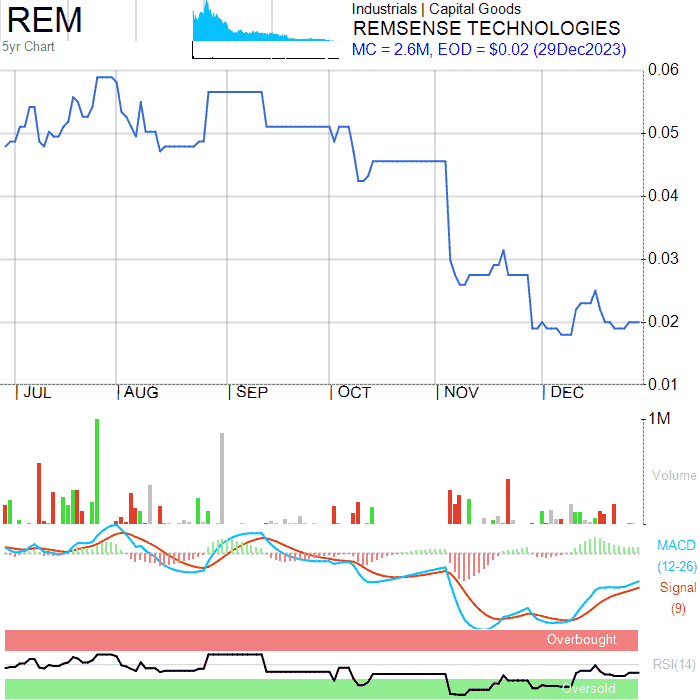 REM
5yr Chart
Industrials | Capital Goods
REMSENSE TECHNOLOGIES
MC = 2.6M, EOD = $0.02 (29Dec2023)
0.06
0.05
0.04
0.03
0.02
0.01
| JUL | AUG | SEP | OCT | NOV | DEC
1M
Volume
MACD
(12-26)
Signal
(9)
Overbought
RSI(14)
Oversold